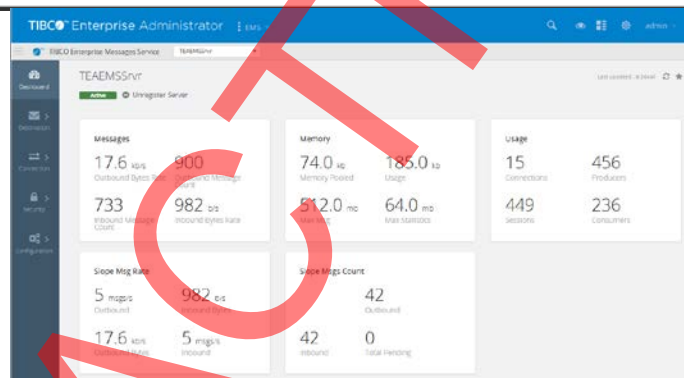 TIBCO Enterprise Administrator EMS admin
TIBCO Enterprise Messages Service TEAEMSSrvr
Dashboard
TEAEMSSrvr
Active Unregister Server
Destination
Connection
Security
Configuration
Messages
17.6 kb/s 900
Outbound Bytes Rate Outbound Message Count
733 982 b/s
Inbound Message Count Inbound Bytes Rate
Memory
74.0 kb 185.0 kb
Memory Pooled Usage
512.0 mb 64.0 mb
Max Msg Max Statistics
Usage
15 456
Connections Producers
449 236
Sessions Consumers
Slope Msg Rate
5 msgs/s 982 b/s
Outbound Inbound Bytes
17.6 kb/s 5 msgs/s
Outbound Bytes Inbound
Slope Msgs Count
42
Outbound
42 0
Inbound Total Pending